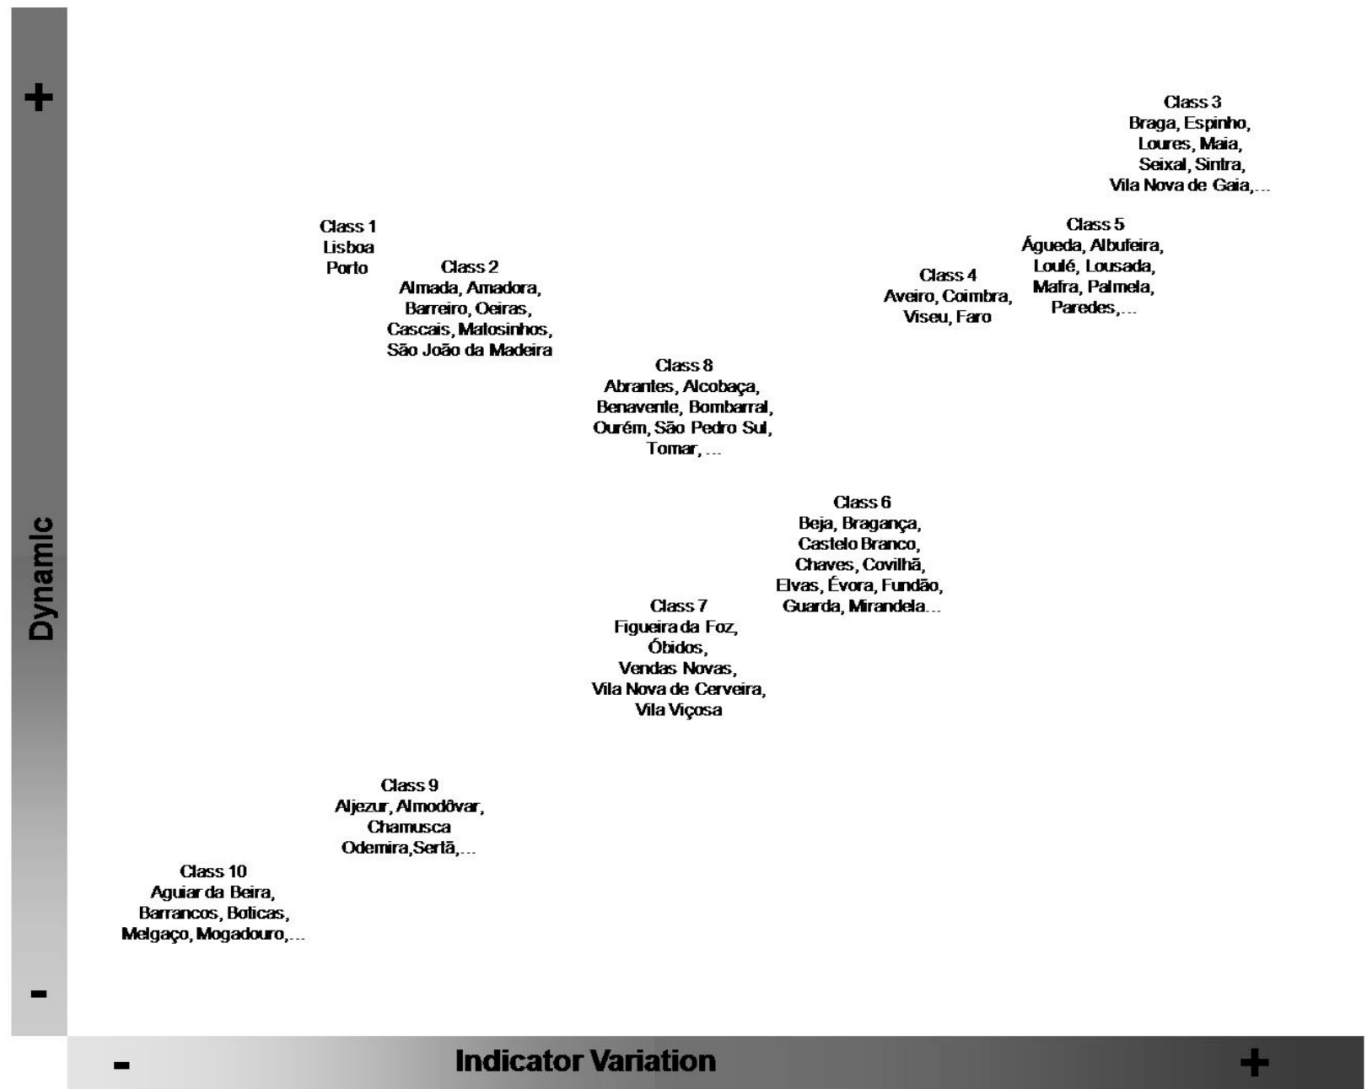 +
Class 3
Braga, Espinho,
Loures, Maia,
Seixal, Sintra,
Vila Nova de Gaia,...
Class 1
Lisboa
Porto
Class 2
Almada, Amadora,
Barreiro, Oeiras,
Cascais, Matosinhos,
São João da Madeira
Class 4
Aveiro, Coimbra,
Viseu, Faro
Class 5
Águeda, Albufeira,
Loulé, Lousada,
Mafra, Palmela,
Paredes,...
Class 8
Abrantes, Alcobaça,
Benavente, Bombarral,
Ourém, São Pedro Sul,
Tomar, ...
Class 6
Beja, Bragança,
Castelo Branco,
Chaves, Covilhã,
Elvas, Évora, Fundão,
Guarda, Mirandela...
Dynamic
Class 7
Figueira da Foz,
Óbidos,
Vendas Novas,
Vila Nova de Cerveira,
Vila Viçosa
Class 9
Aljezur, Almodôvar,
Chamusca
Odemira,Sertã,...
Class 10
Aguiar da Beira,
Barrancos, Boticas,
Melgaço, Mogadouro,...
-
- Indicator Variation +